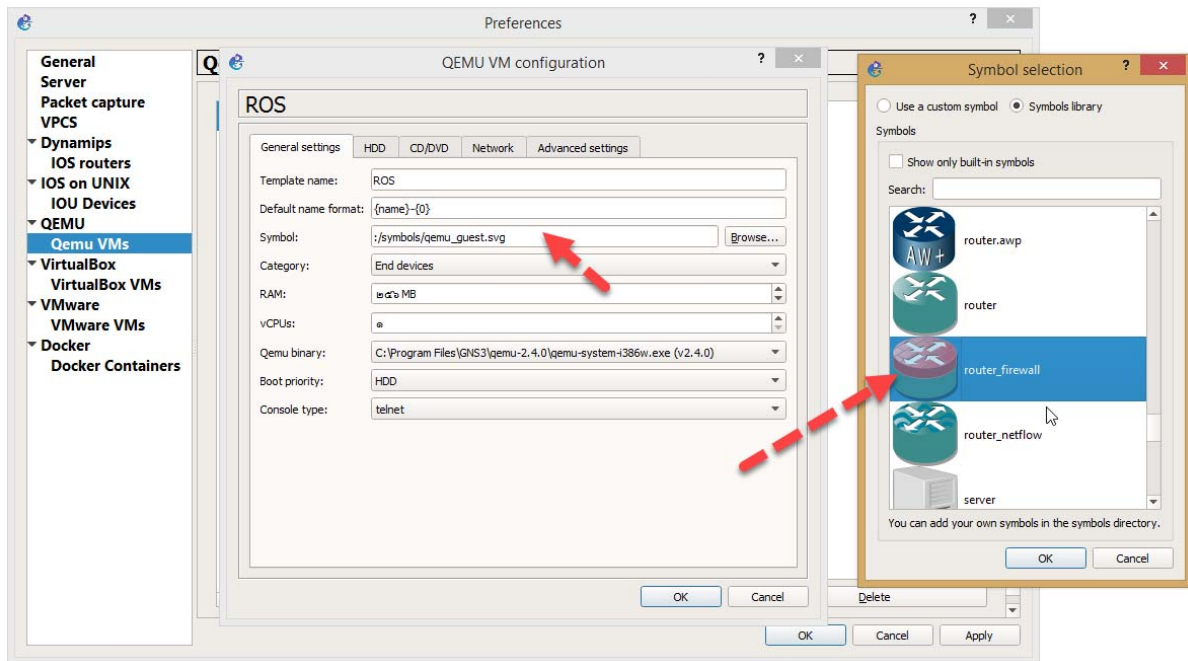 Preferences
?
General
Server
Packet capture
VPCS
Dynamips
IOS routers
IOS on UNIX
IOU Devices
QEMU
Qemu VMs
VirtualBox
VirtualBox VMs
VMware
VMware VMs
Docker
Docker Containers
Q
QEMU VM configuration
?
ROS
General settings HDD CD/DVD Network Advanced settings
Template name: ROS
Default name format: {name}-{0}
Symbol: :/symbols/qemu_guest.svg Browse...
Category: End devices
RAM: ๒๕๖ MB
vCPUs: ๑
Qemu binary: C:\Program Files\GNS3\qemu-2.4.0\qemu-system-i386w.exe (v2.4.0)
Boot priority: HDD
Console type: telnet
OK Cancel
Delete
OK Cancel Apply
Symbol selection
?
Use a custom symbol Symbols library
Symbols
Show only built-in symbols
Search:
AW+
router.awp
router
router_firewall
router_netflow
server
You can add your own symbols in the symbols directory.
OK Cancel